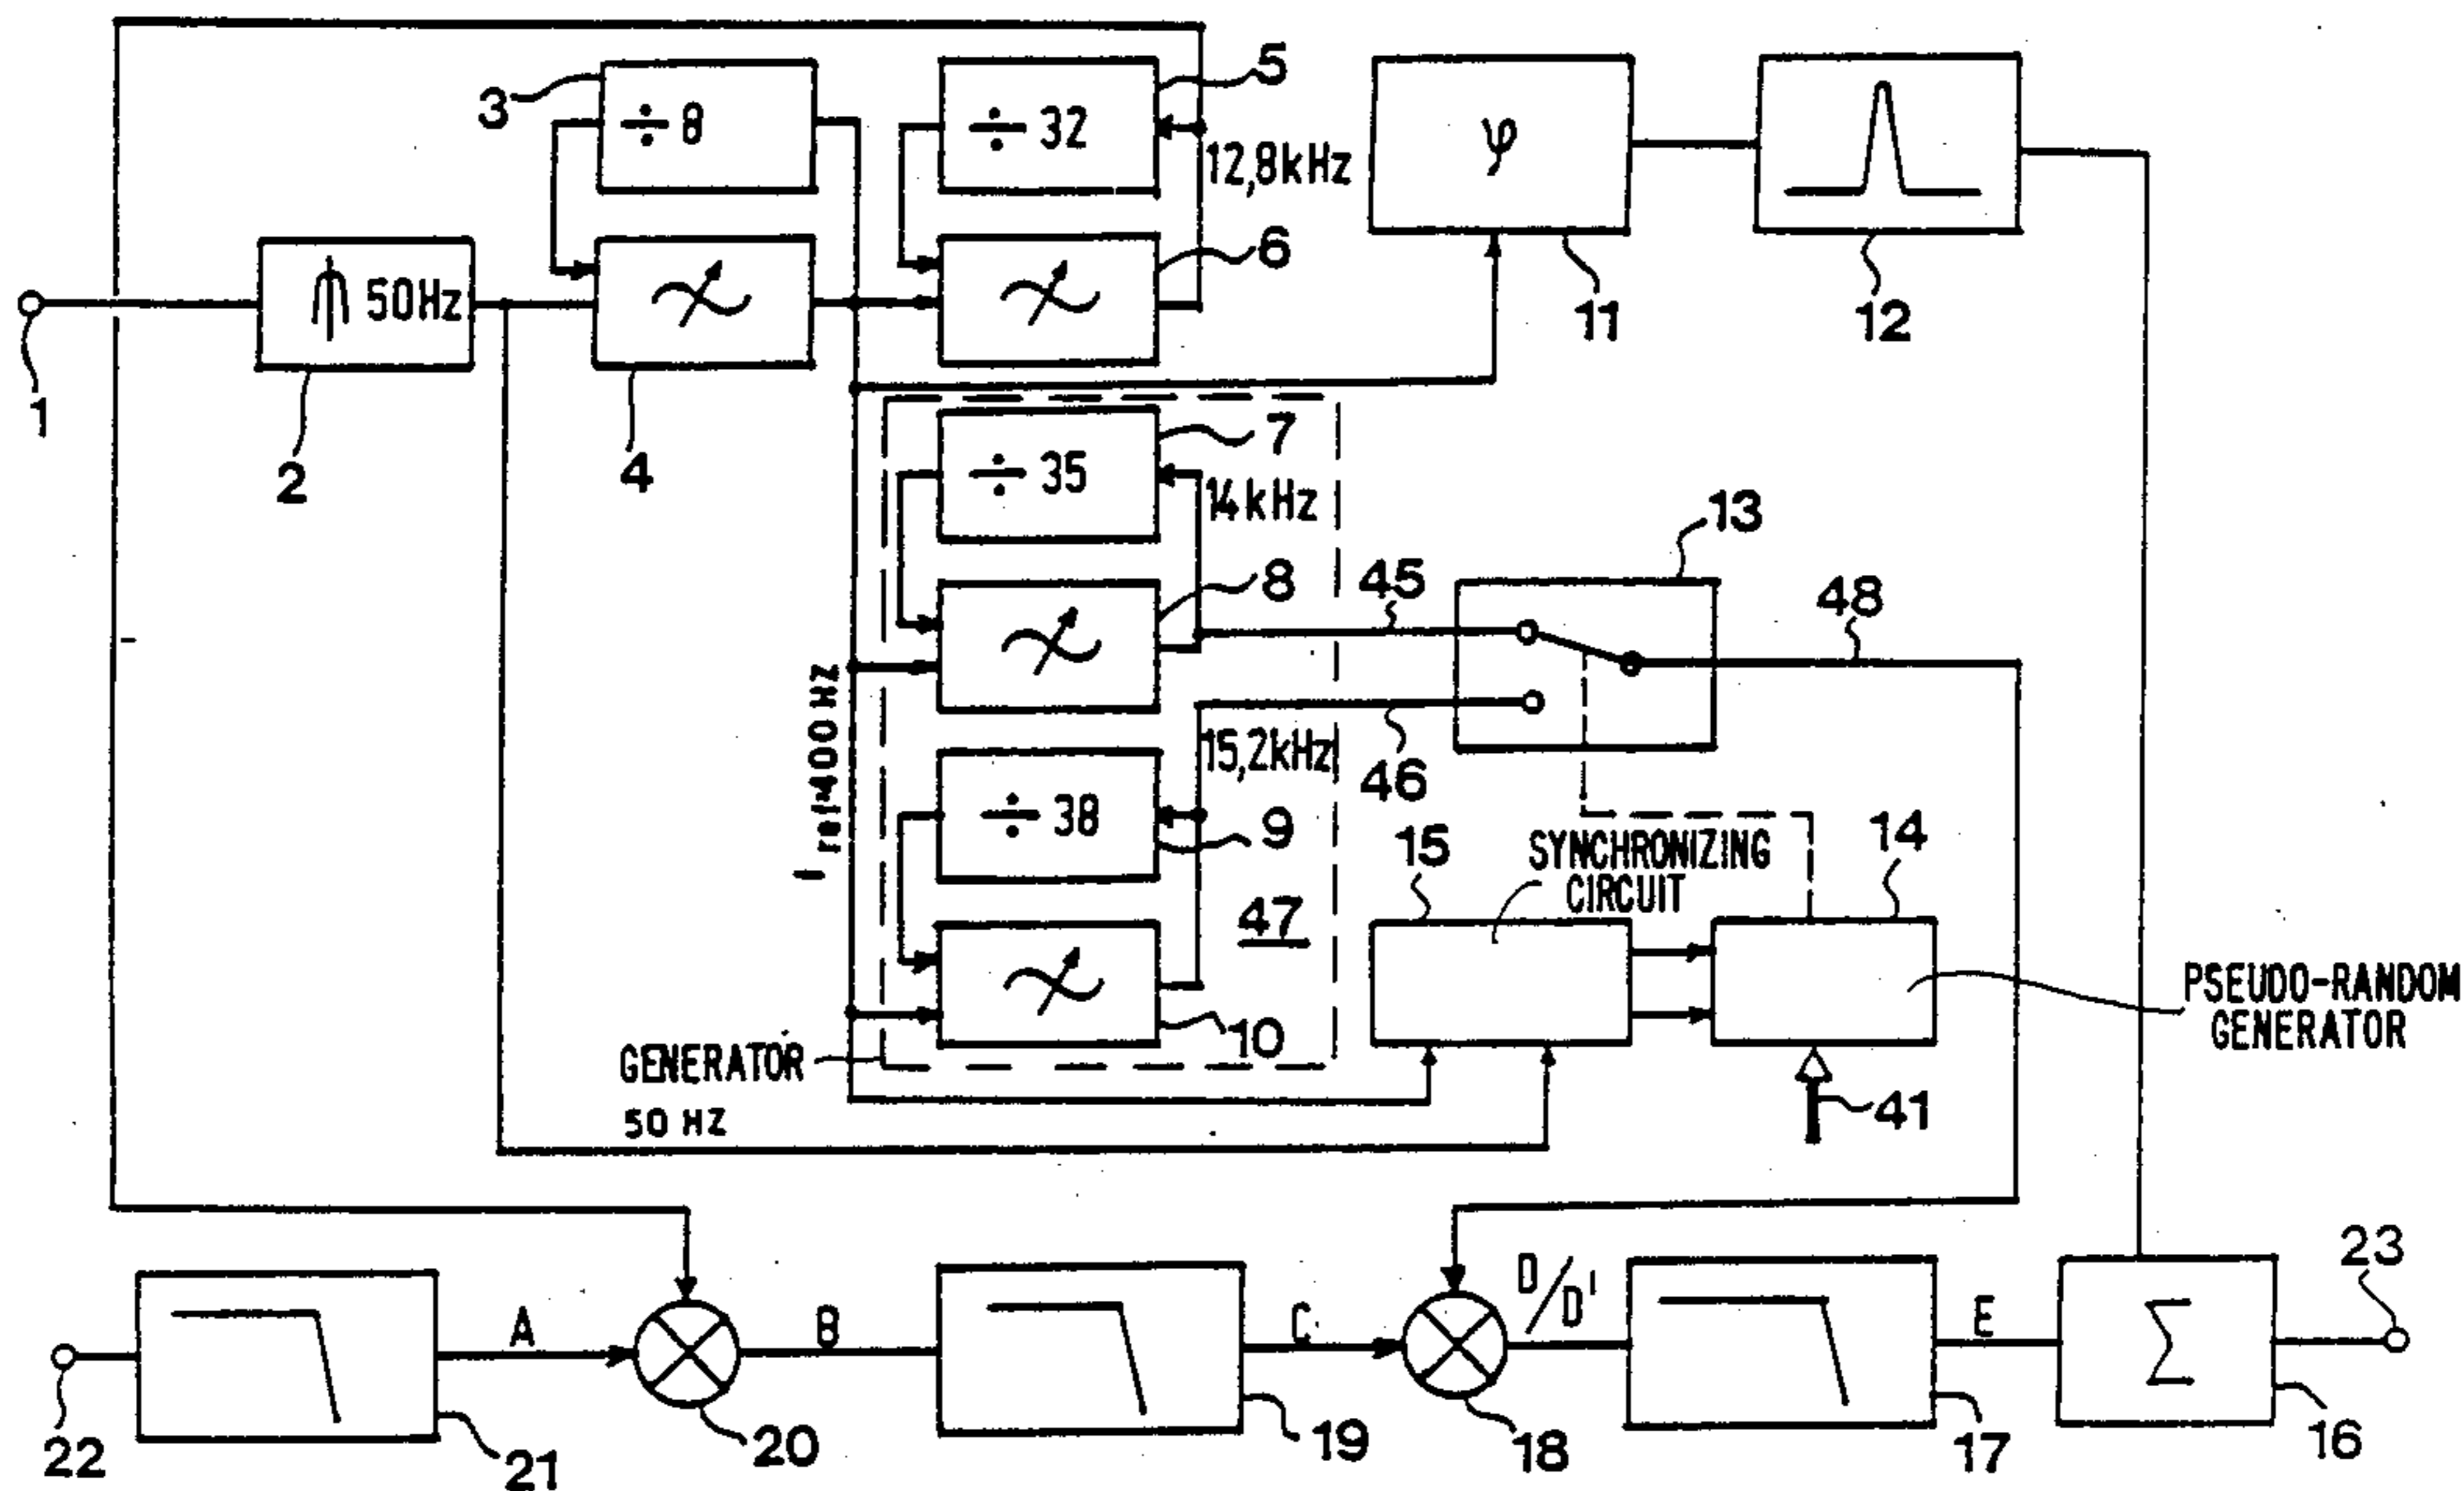 3
÷ 8
5
÷ 32
12,8kHz
φ
11
12
1
50Hz
2
4
6
7
÷ 35
14kHz
8
45
13
48
400 HZ
15,2kHz
46
÷ 38
9
15
SYNCHRONIZING
CIRCUIT
14
47
10
PSEUDO-RANDOM
GENERATOR
GENERATOR
50 HZ
41
22
21
A
20
B
19
C
18
D/D'
17
E
Σ
16
23